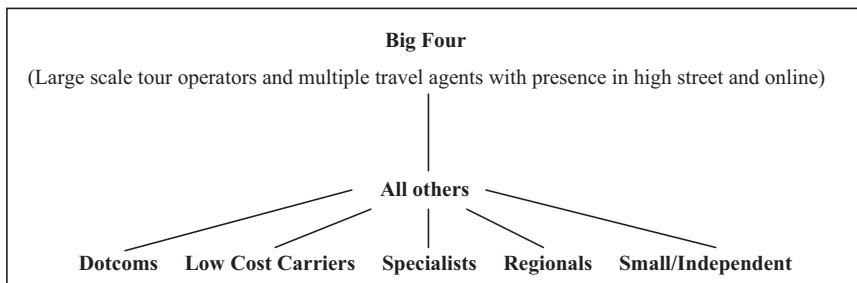 Big Four
(Large scale tour operators and multiple travel agents with presence in high street and online)
All others
Dotcoms Low Cost Carriers Specialists Regionals Small/Independent